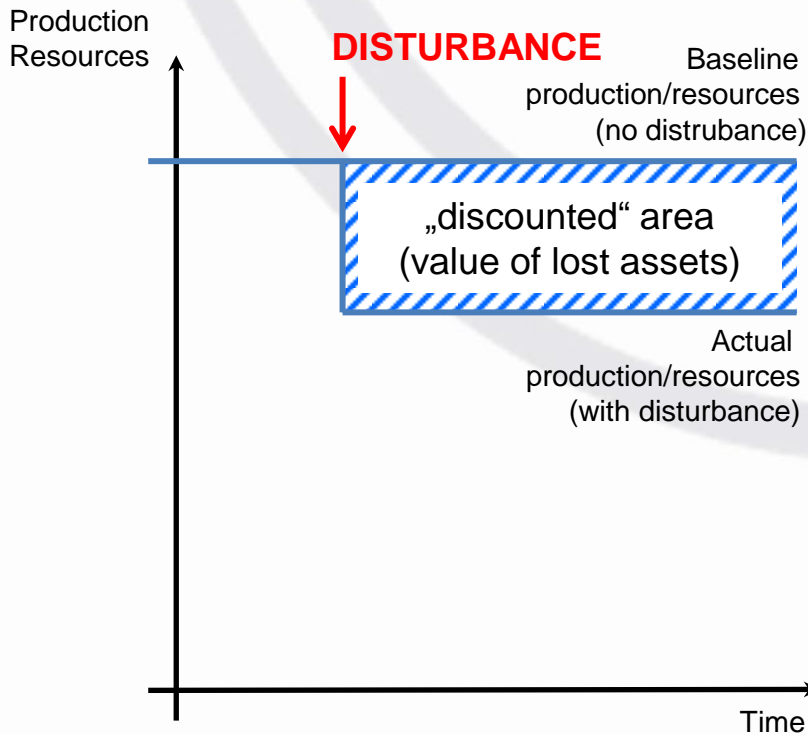 Production
Resources
DISTURBANCE
Baseline
production/resources
(no distrubance)
„discounted“ area
(value of lost assets)
Actual
production/resources
(with disturbance)
Time